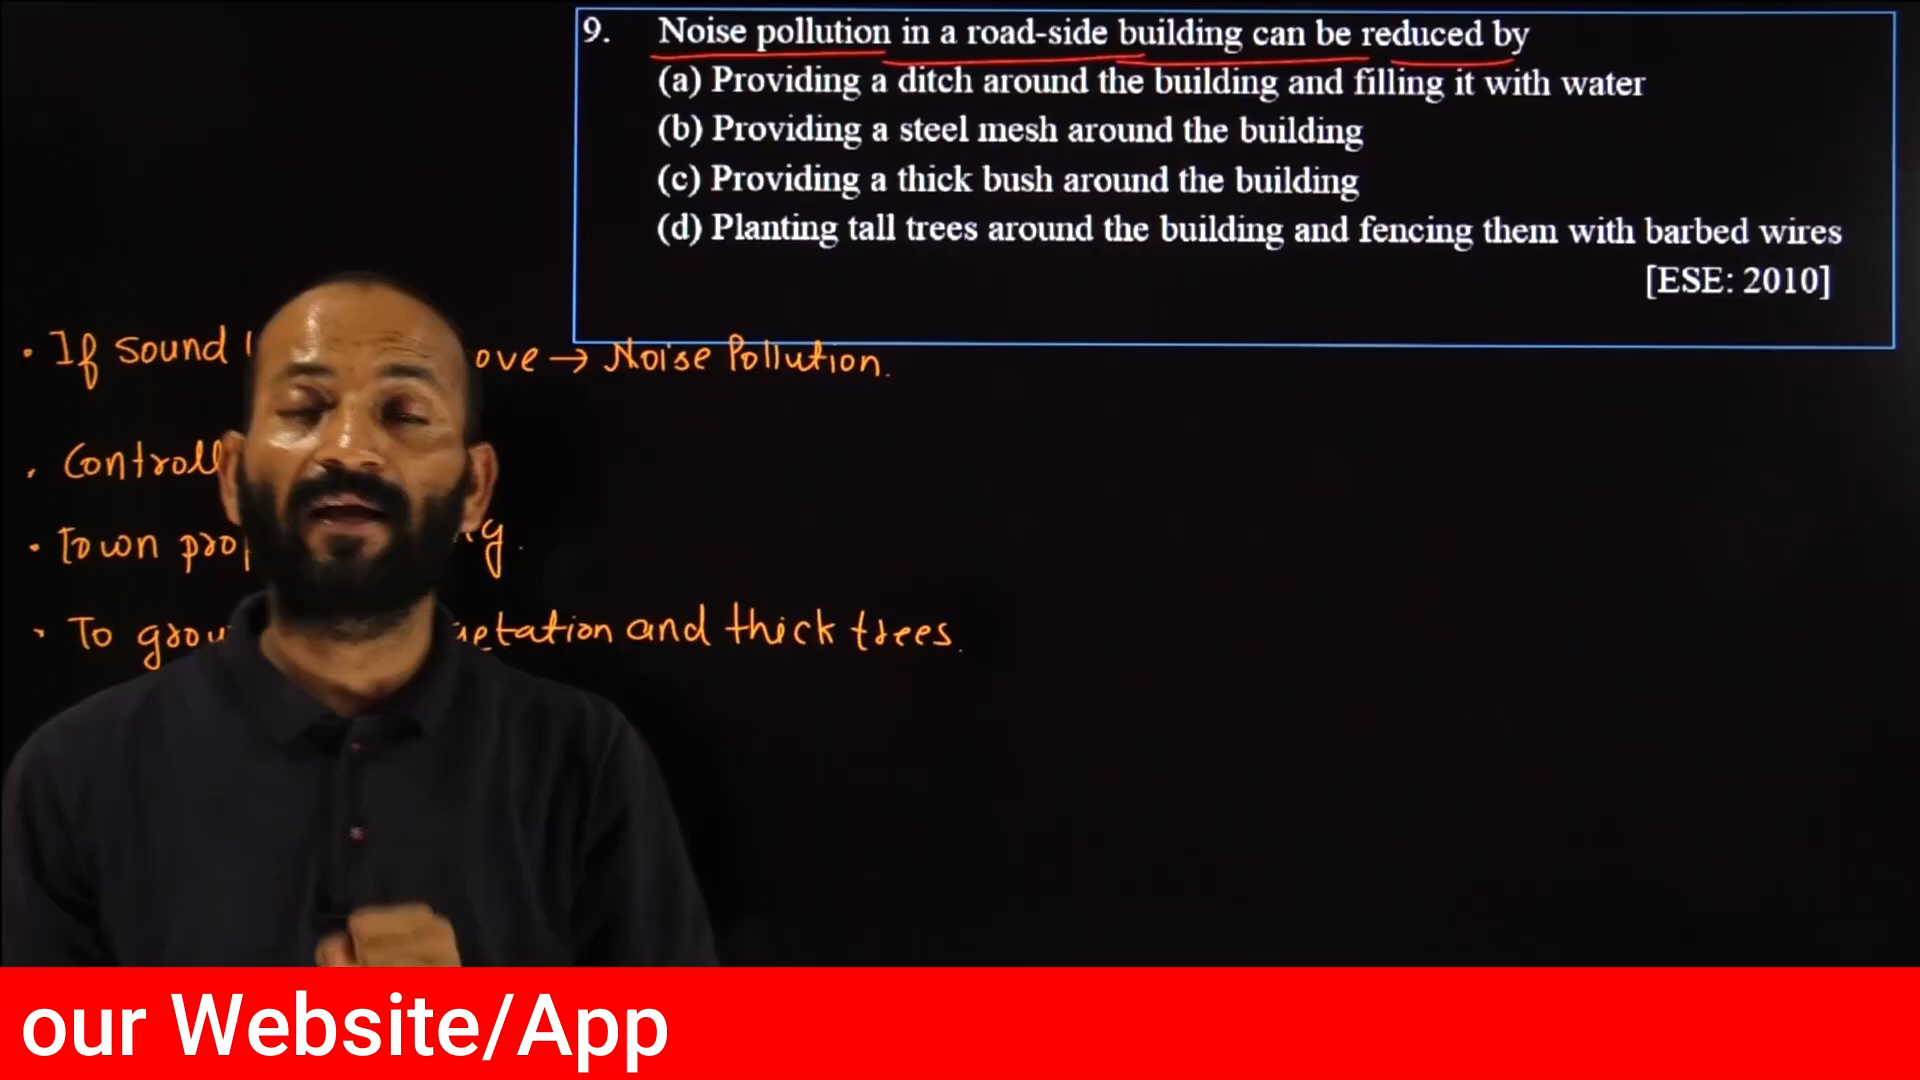 9. Noise pollution in a road-side building can be reduced by
(a) Providing a ditch around the building and filling it with water
(b) Providing a steel mesh around the building
(c) Providing a thick bush around the building
(d) Planting tall trees around the building and fencing them with barbed wires
[ESE: 2010]
• If sound ove → Noise Pollution.
• Controll
• Town
• To and thick trees.
our Website/App